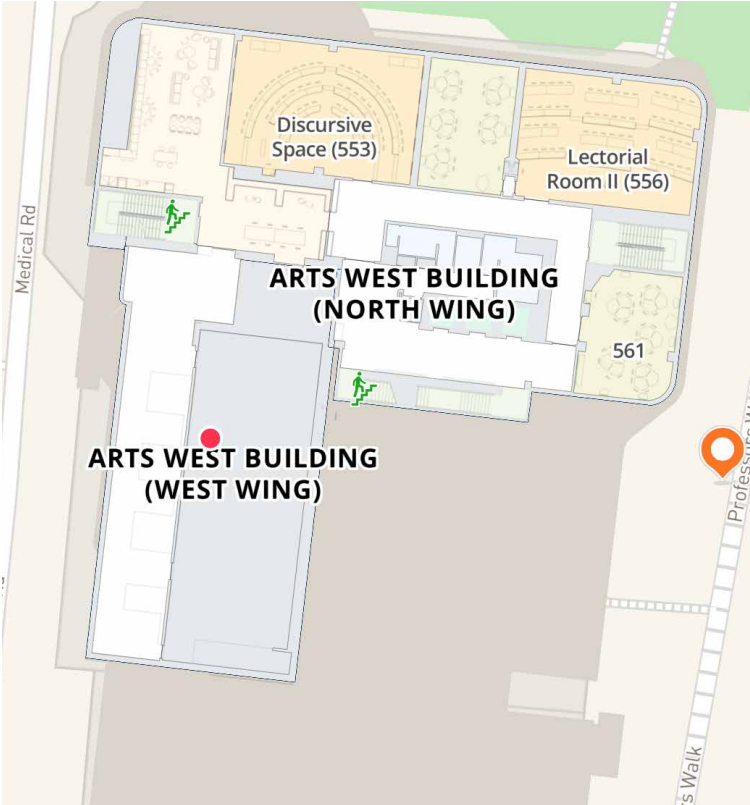 Discursive
Space (553)
Lectorial
Room II (556)
Medical Rd
ARTS WEST BUILDING
(NORTH WING)
561
ARTS WEST BUILDING
(WEST WING)
Professors W
s Walk